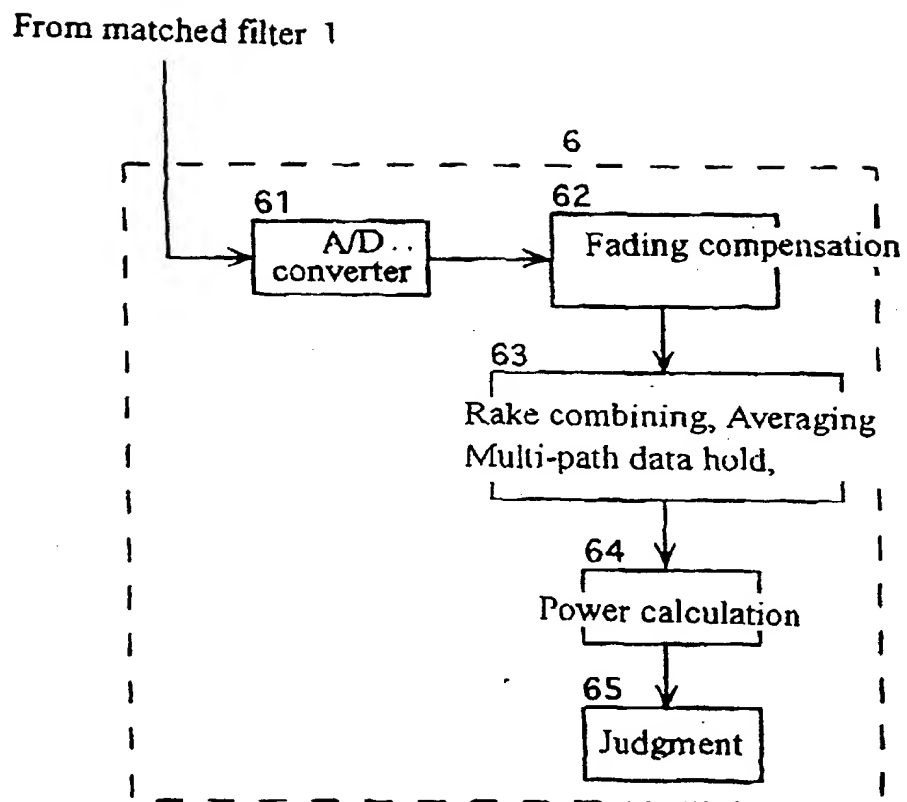 From matched filter 1
6
61
A/D
converter
62
Fading compensation
63
Rake combining, Averaging
Multi-path data hold,
64
Power calculation
65
Judgment